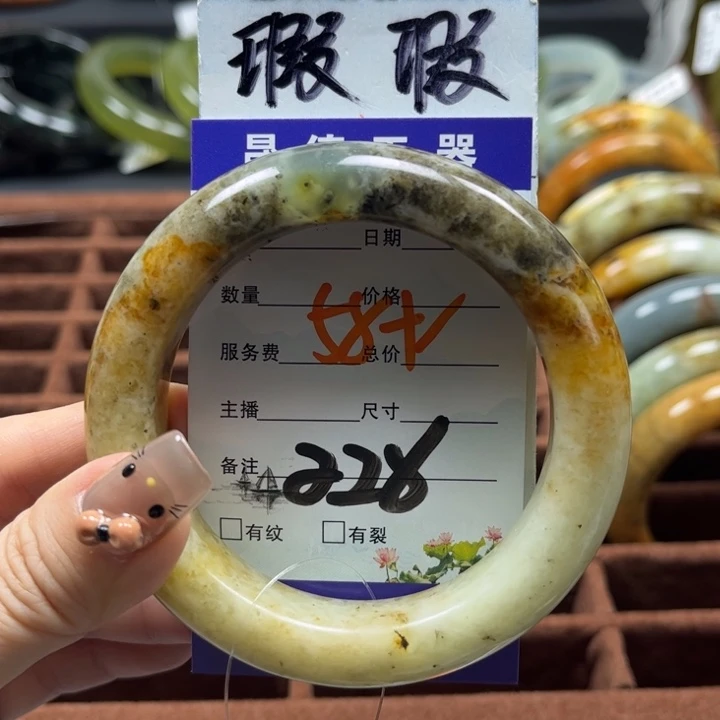 瑕 瑕
日期
数量 价格
服务费 总价
主播 尺寸
备注 228
□有纹 □有裂